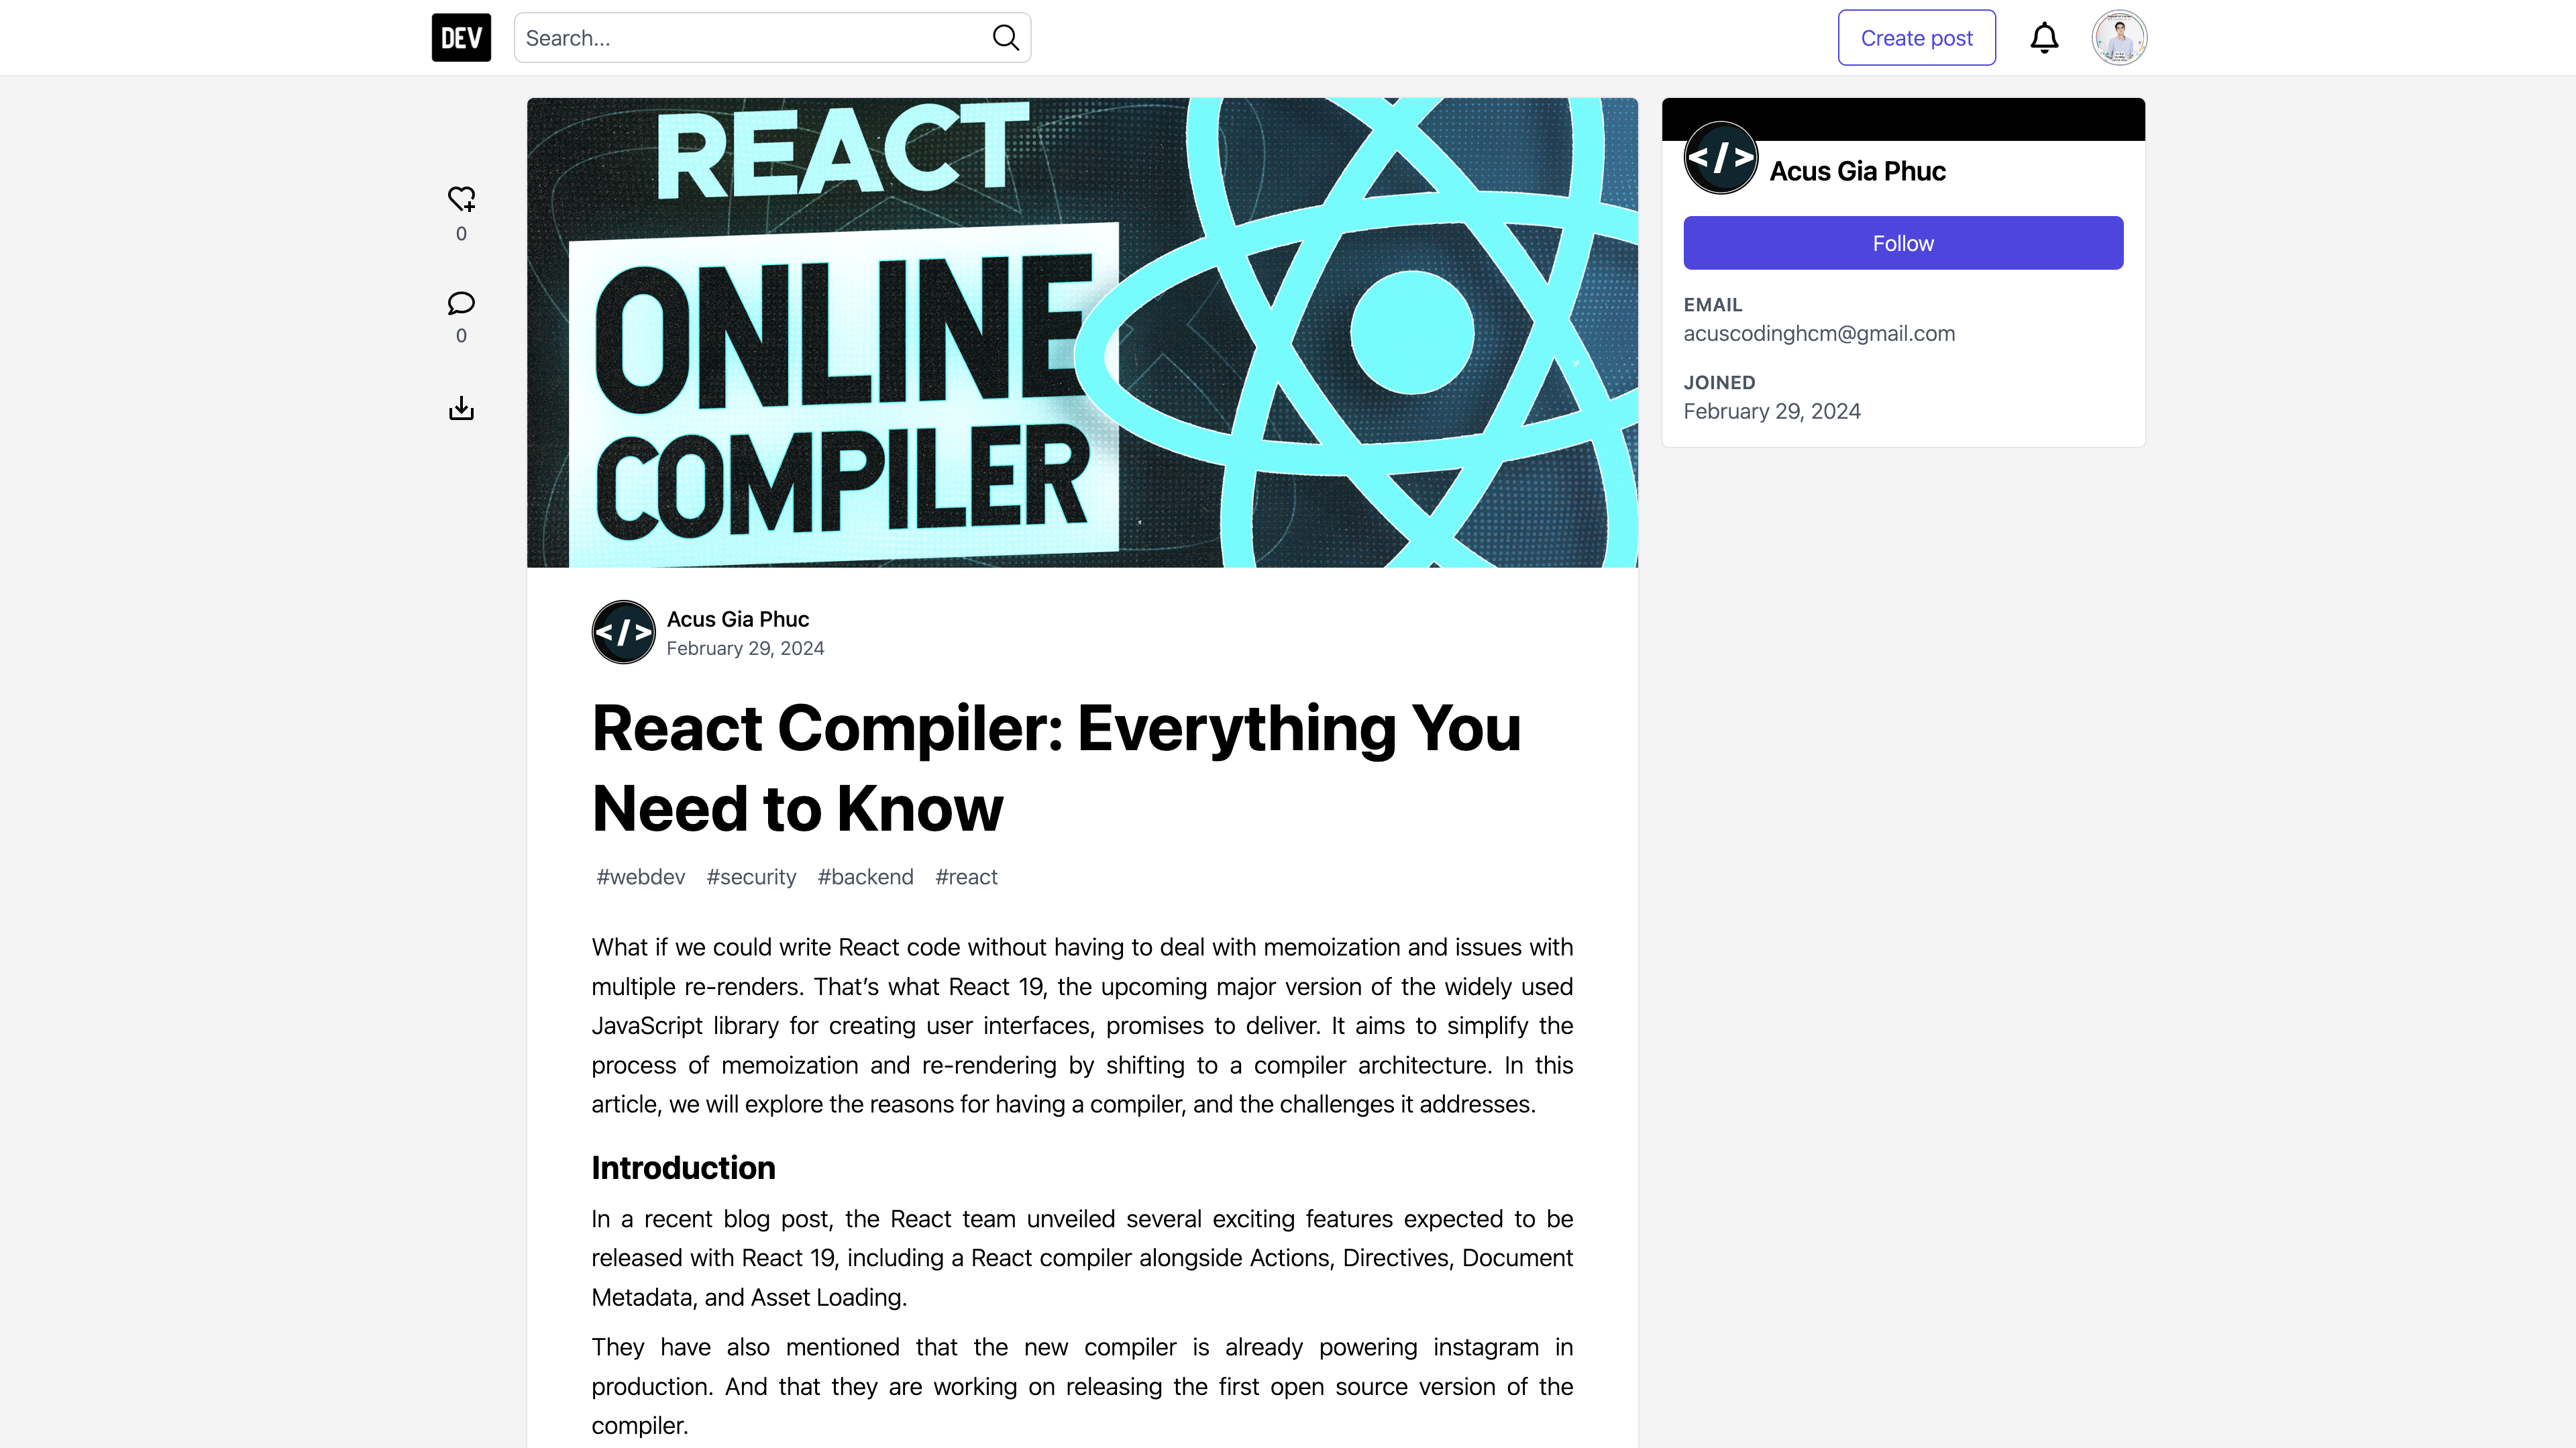 DEV
Search...
Create post
0
0
REACT
ONLINE
COMPILER
Acus Gia Phuc
Follow
EMAIL
acuscodinghcm@gmail.com
JOINED
February 29, 2024
</>
Acus Gia Phuc
February 29, 2024
React Compiler: Everything You
Need to Know
#webdev #security #backend #react
What if we could write React code without having to deal with memoization and issues with
multiple re-renders. That’s what React 19, the upcoming major version of the widely used
JavaScript library for creating user interfaces, promises to deliver. It aims to simplify the
process of memoization and re-rendering by shifting to a compiler architecture. In this
article, we will explore the reasons for having a compiler, and the challenges it addresses.
Introduction
In a recent blog post, the React team unveiled several exciting features expected to be
released with React 19, including a React compiler alongside Actions, Directives, Document
Metadata, and Asset Loading.
They have also mentioned that the new compiler is already powering instagram in
production. And that they are working on releasing the first open source version of the
compiler.